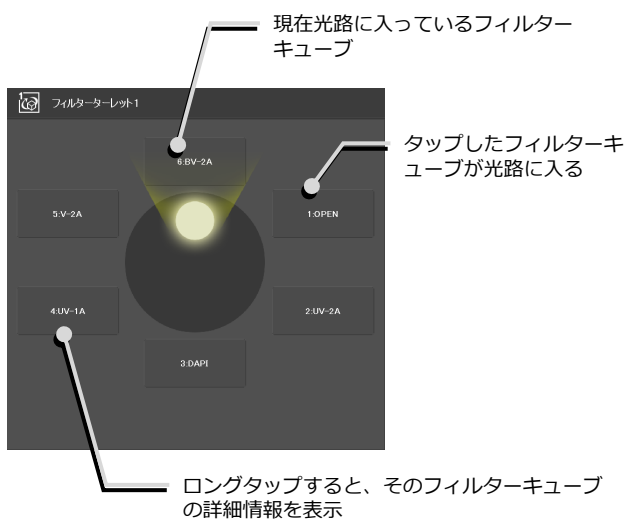 現在光路に入っているフィルター
キューブ
1
フィルターターレット1
タップしたフィルターキ
ューブが光路に入る
6:BV-2A
5:V-2A
1:OPEN
4:UV-1A
2:UV-2A
3:DAPI
ロングタップすると、そのフィルターキューブ
の詳細情報を表示